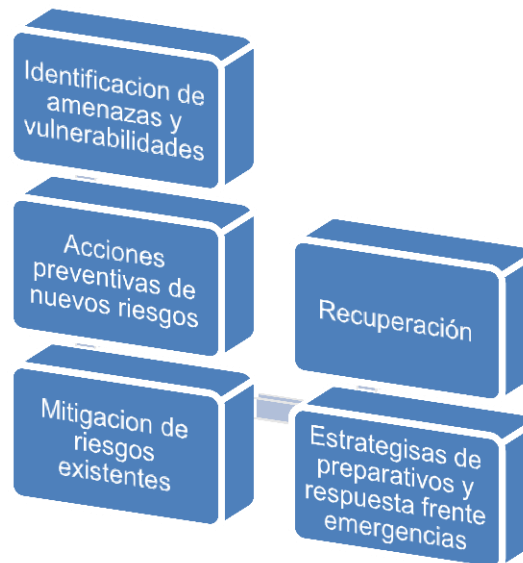 Identificacion de
amenazas y
vulnerabilidades
Acciones
preventivas de
nuevos riesgos
Mitigacion de
riesgos
existentes
Estrategisas de
preparativos y
respuesta frente
emergencias
Recuperación